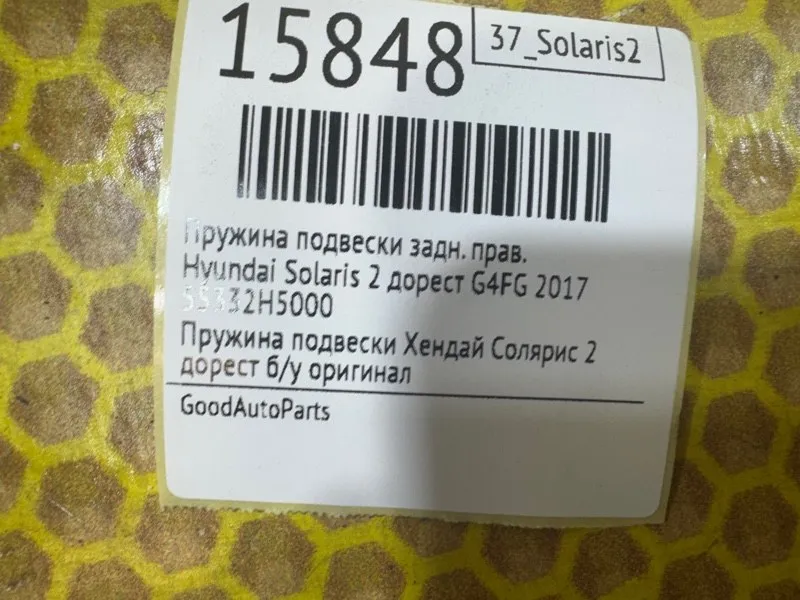 15848
37_Solaris2
Пружина подвески задн. прав.
Hyundai Solaris 2 дорест G4FG 2017
55332H5000
Пружина подвески Хендай Солярис 2
дорест б/у оригинал
GoodAutoParts